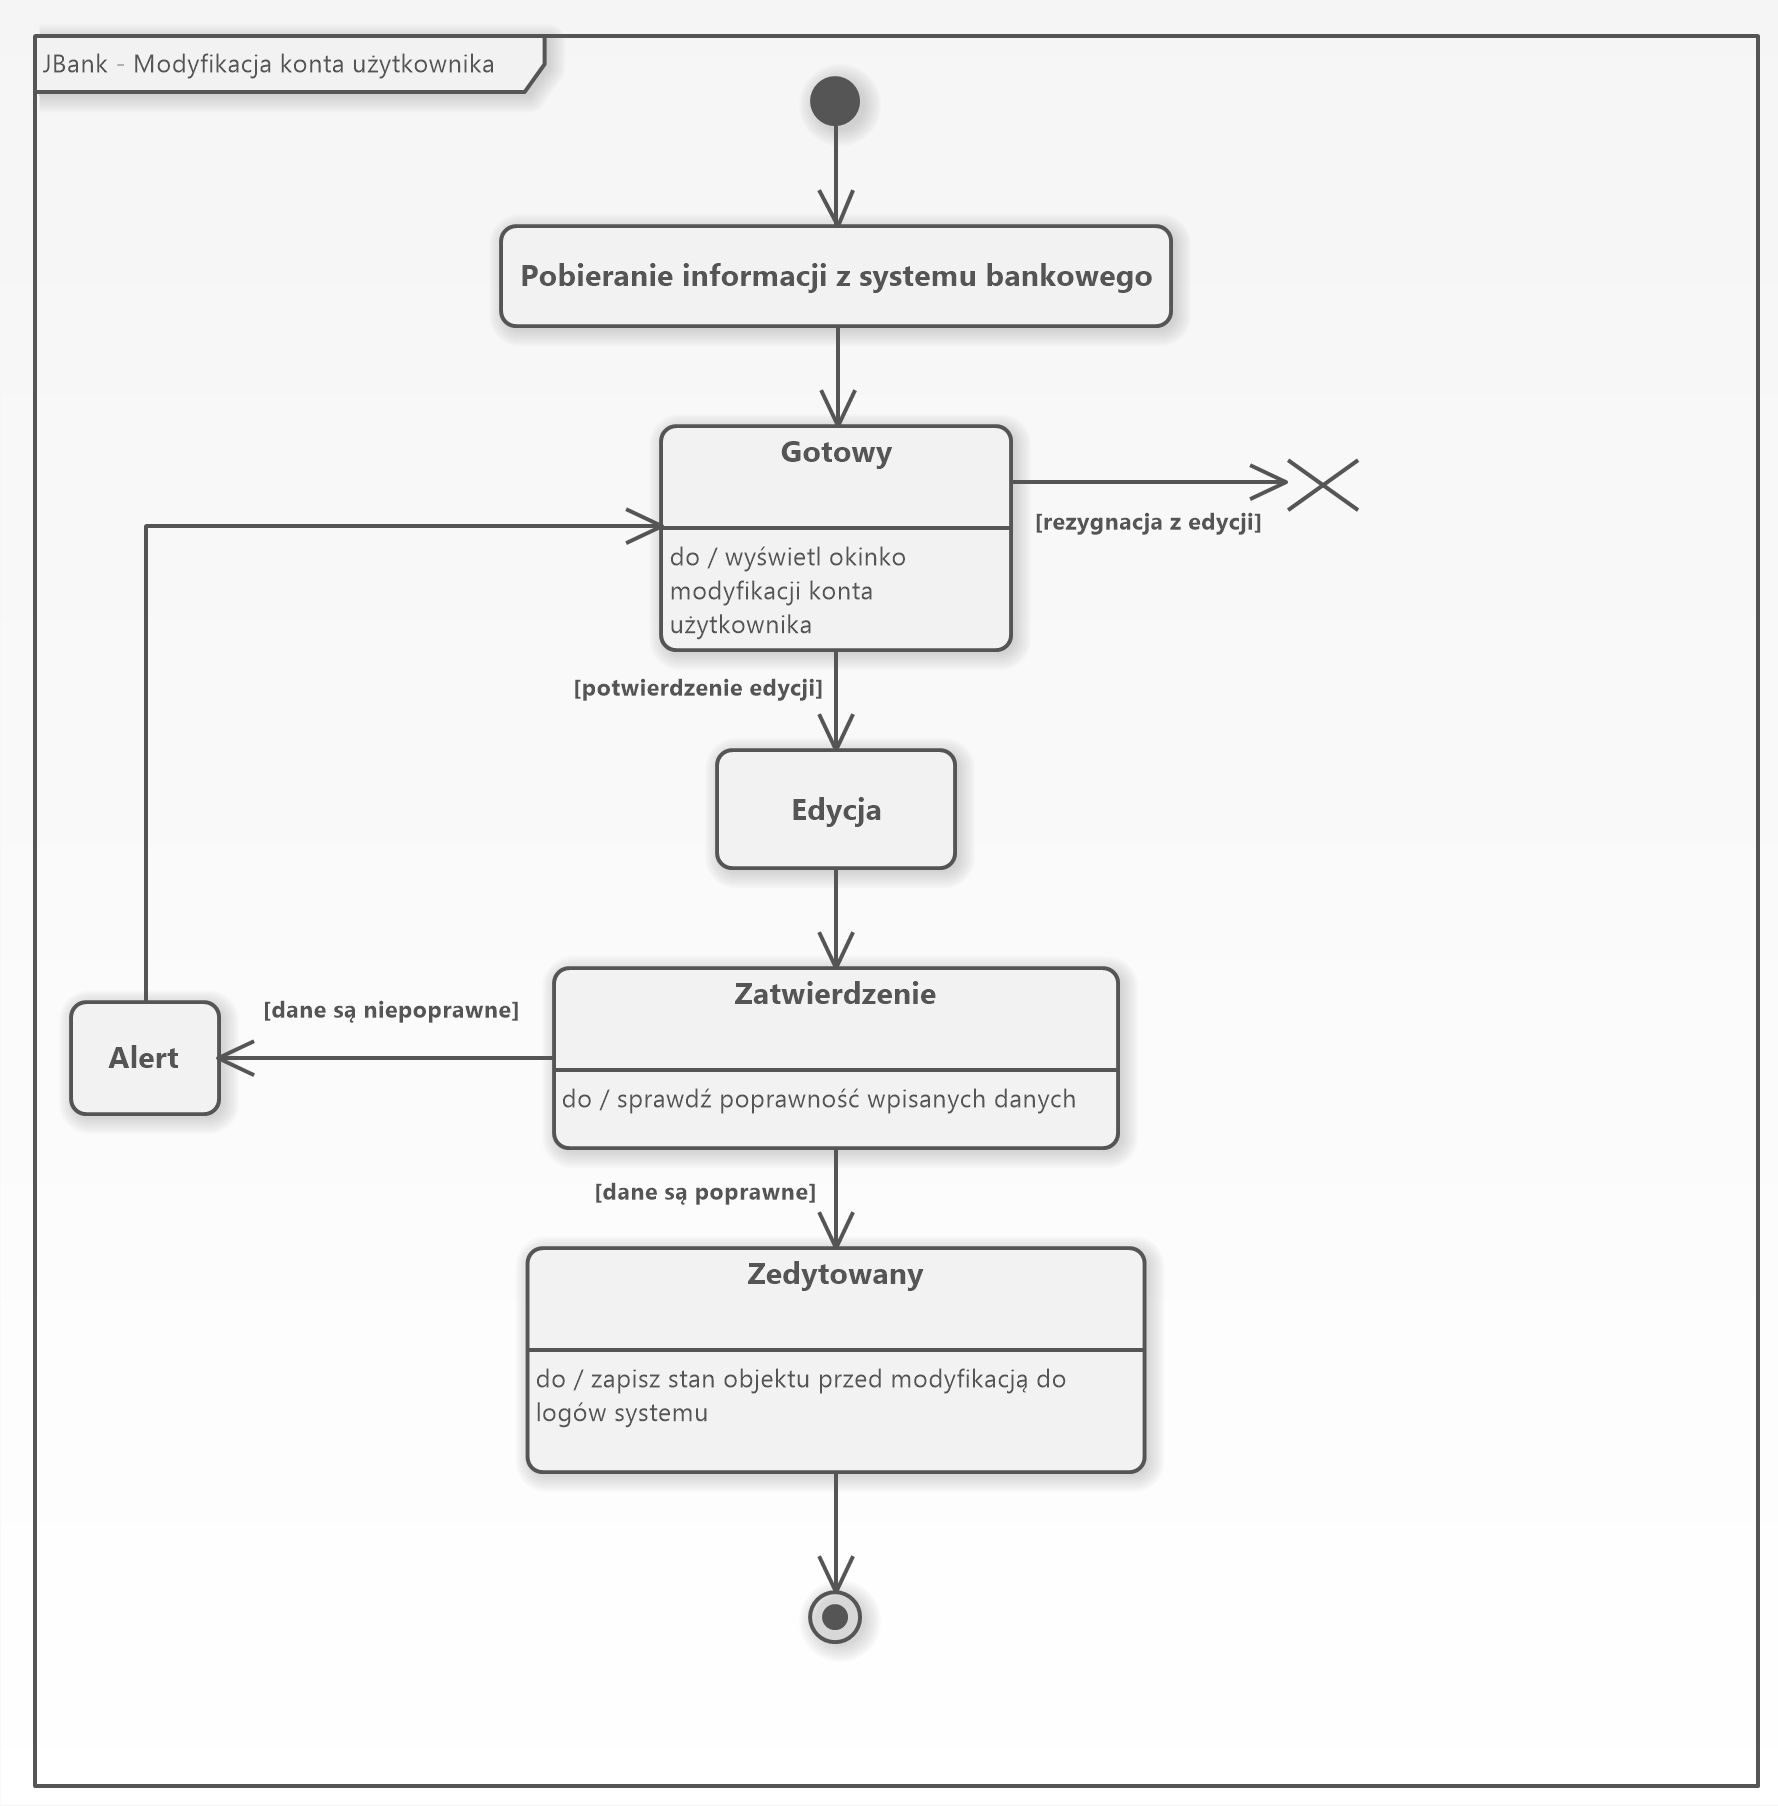 JBank - Modyfikacja konta użytkownika
Pobieranie informacji z systemu bankowego
Gotowy
[rezygnacja z edycji]
do / wyświetl okinko
modyfikacji konta
użytkownika
[potwierdzenie edycji]
Edycja
Zatwierdzenie
[dane są niepoprawne]
Alert
do / sprawdź poprawność wpisanych danych
[dane są poprawne]
Zedytowany
do / zapisz stan objektu przed modyfikacją do
logów systemu